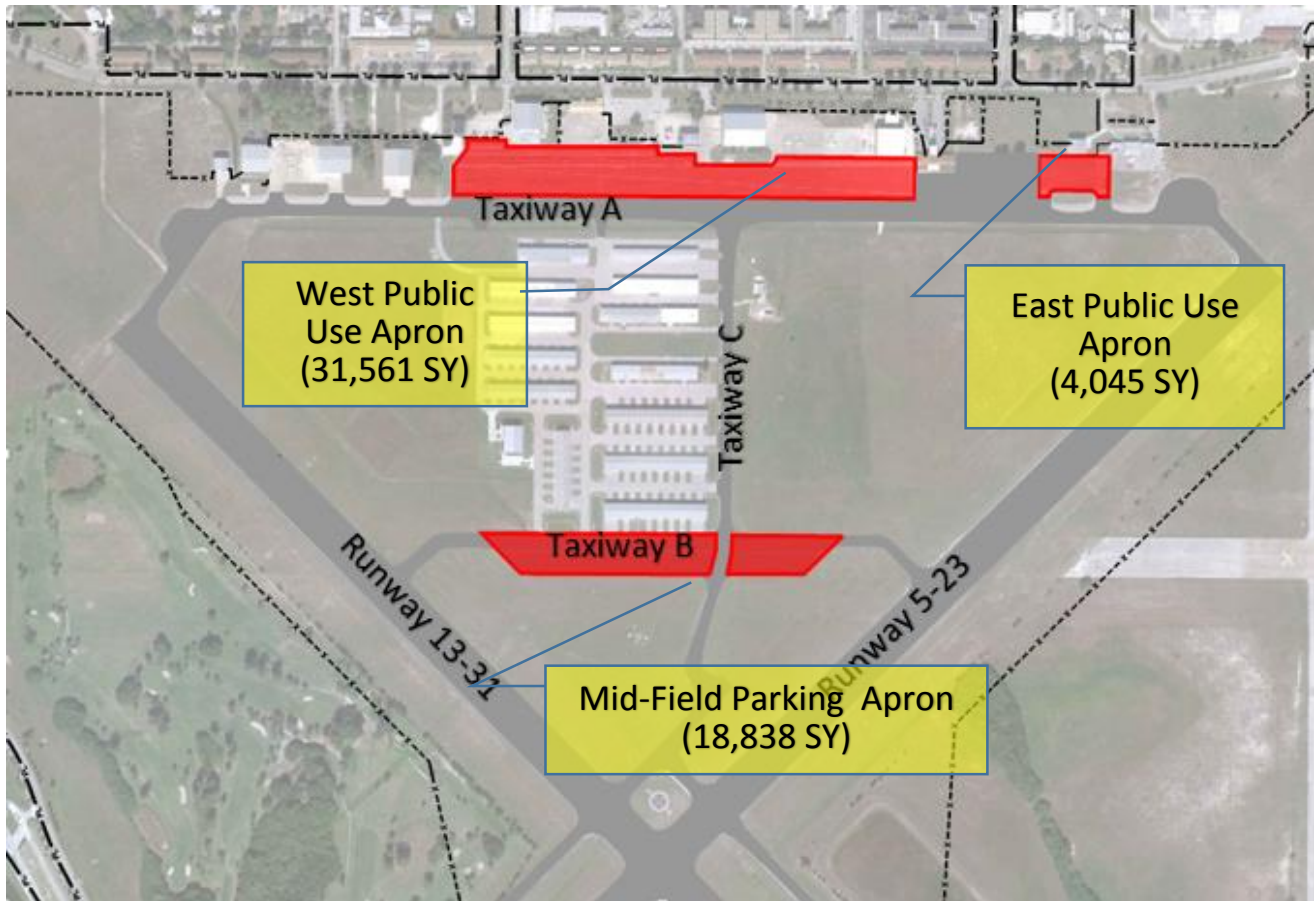 Taxiway A
West Public
Use Apron
(31,561 SY)
East Public Use
Apron
(4,045 SY)
Taxiway C
Taxiway B
Runway 13-31
Runway 5-23
Mid-Field Parking Apron
(18,838 SY)